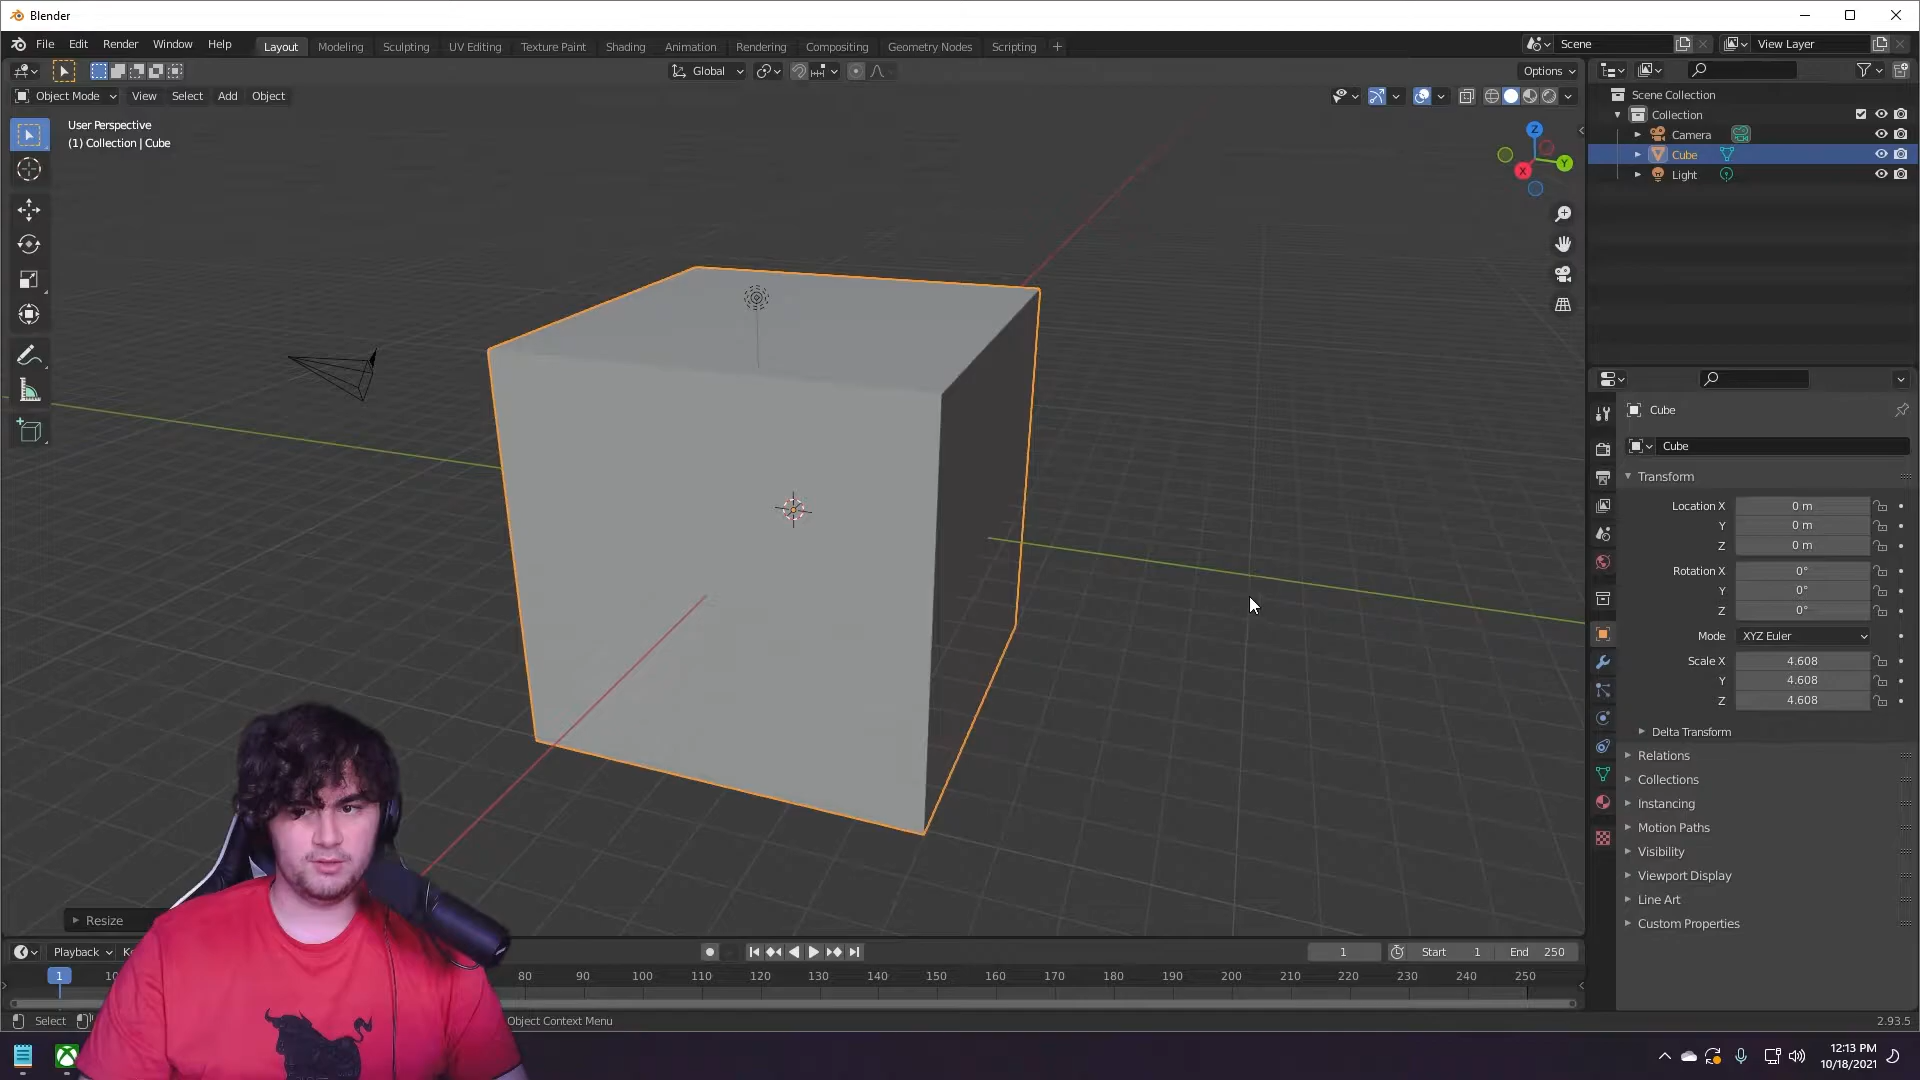 Blender
File Edit Render Window Help Layout Modeling Sculpting UV Editing Texture Paint Shading Animation Rendering Compositing Geometry Nodes Scripting Scene View Layer
Global Options
Object Mode View Select Add Object
User Perspective
(1) Collection | Cube
Z
Y
X
Scene Collection
Collection
Camera
Cube
Light
Cube
Cube
Transform
Location X 0 m
Y 0 m
Z 0 m
Rotation X 0°
Y 0°
Z 0°
Mode XYZ Euler
Scale X 4.608
Y 4.608
Z 4.608
Delta Transform
Relations
Collections
Instancing
Motion Paths
Visibility
Viewport Display
Line Art
Custom Properties
Resize
Playback 1 Start 1 End 250
1 80 90 100 110 120 130 140 150 160 170 180 190 200 210 220 230 240 250
Select Object Context Menu 2.93.5
12:13 PM
10/18/2021